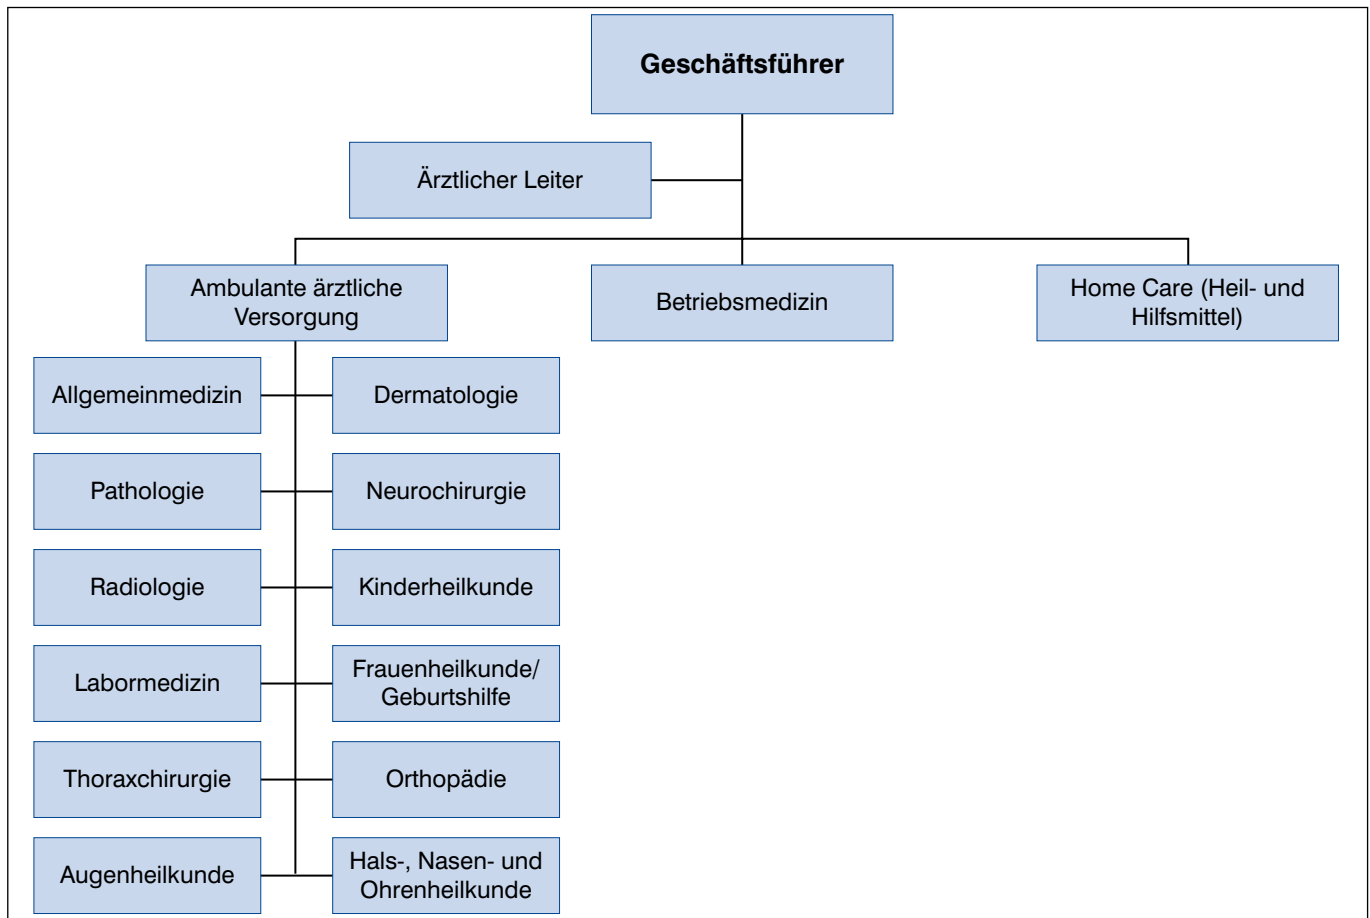 Geschäftsführer
Ärztlicher Leiter
Ambulante ärztliche
Versorgung
Betriebsmedizin
Home Care (Heil- und
Hilfsmittel)
Allgemeinmedizin
Dermatologie
Pathologie
Neurochirurgie
Radiologie
Kinderheilkunde
Labormedizin
Frauenheilkunde/
Geburtshilfe
Thoraxchirurgie
Orthopädie
Augenheilkunde
Hals-, Nasen- und
Ohrenheilkunde